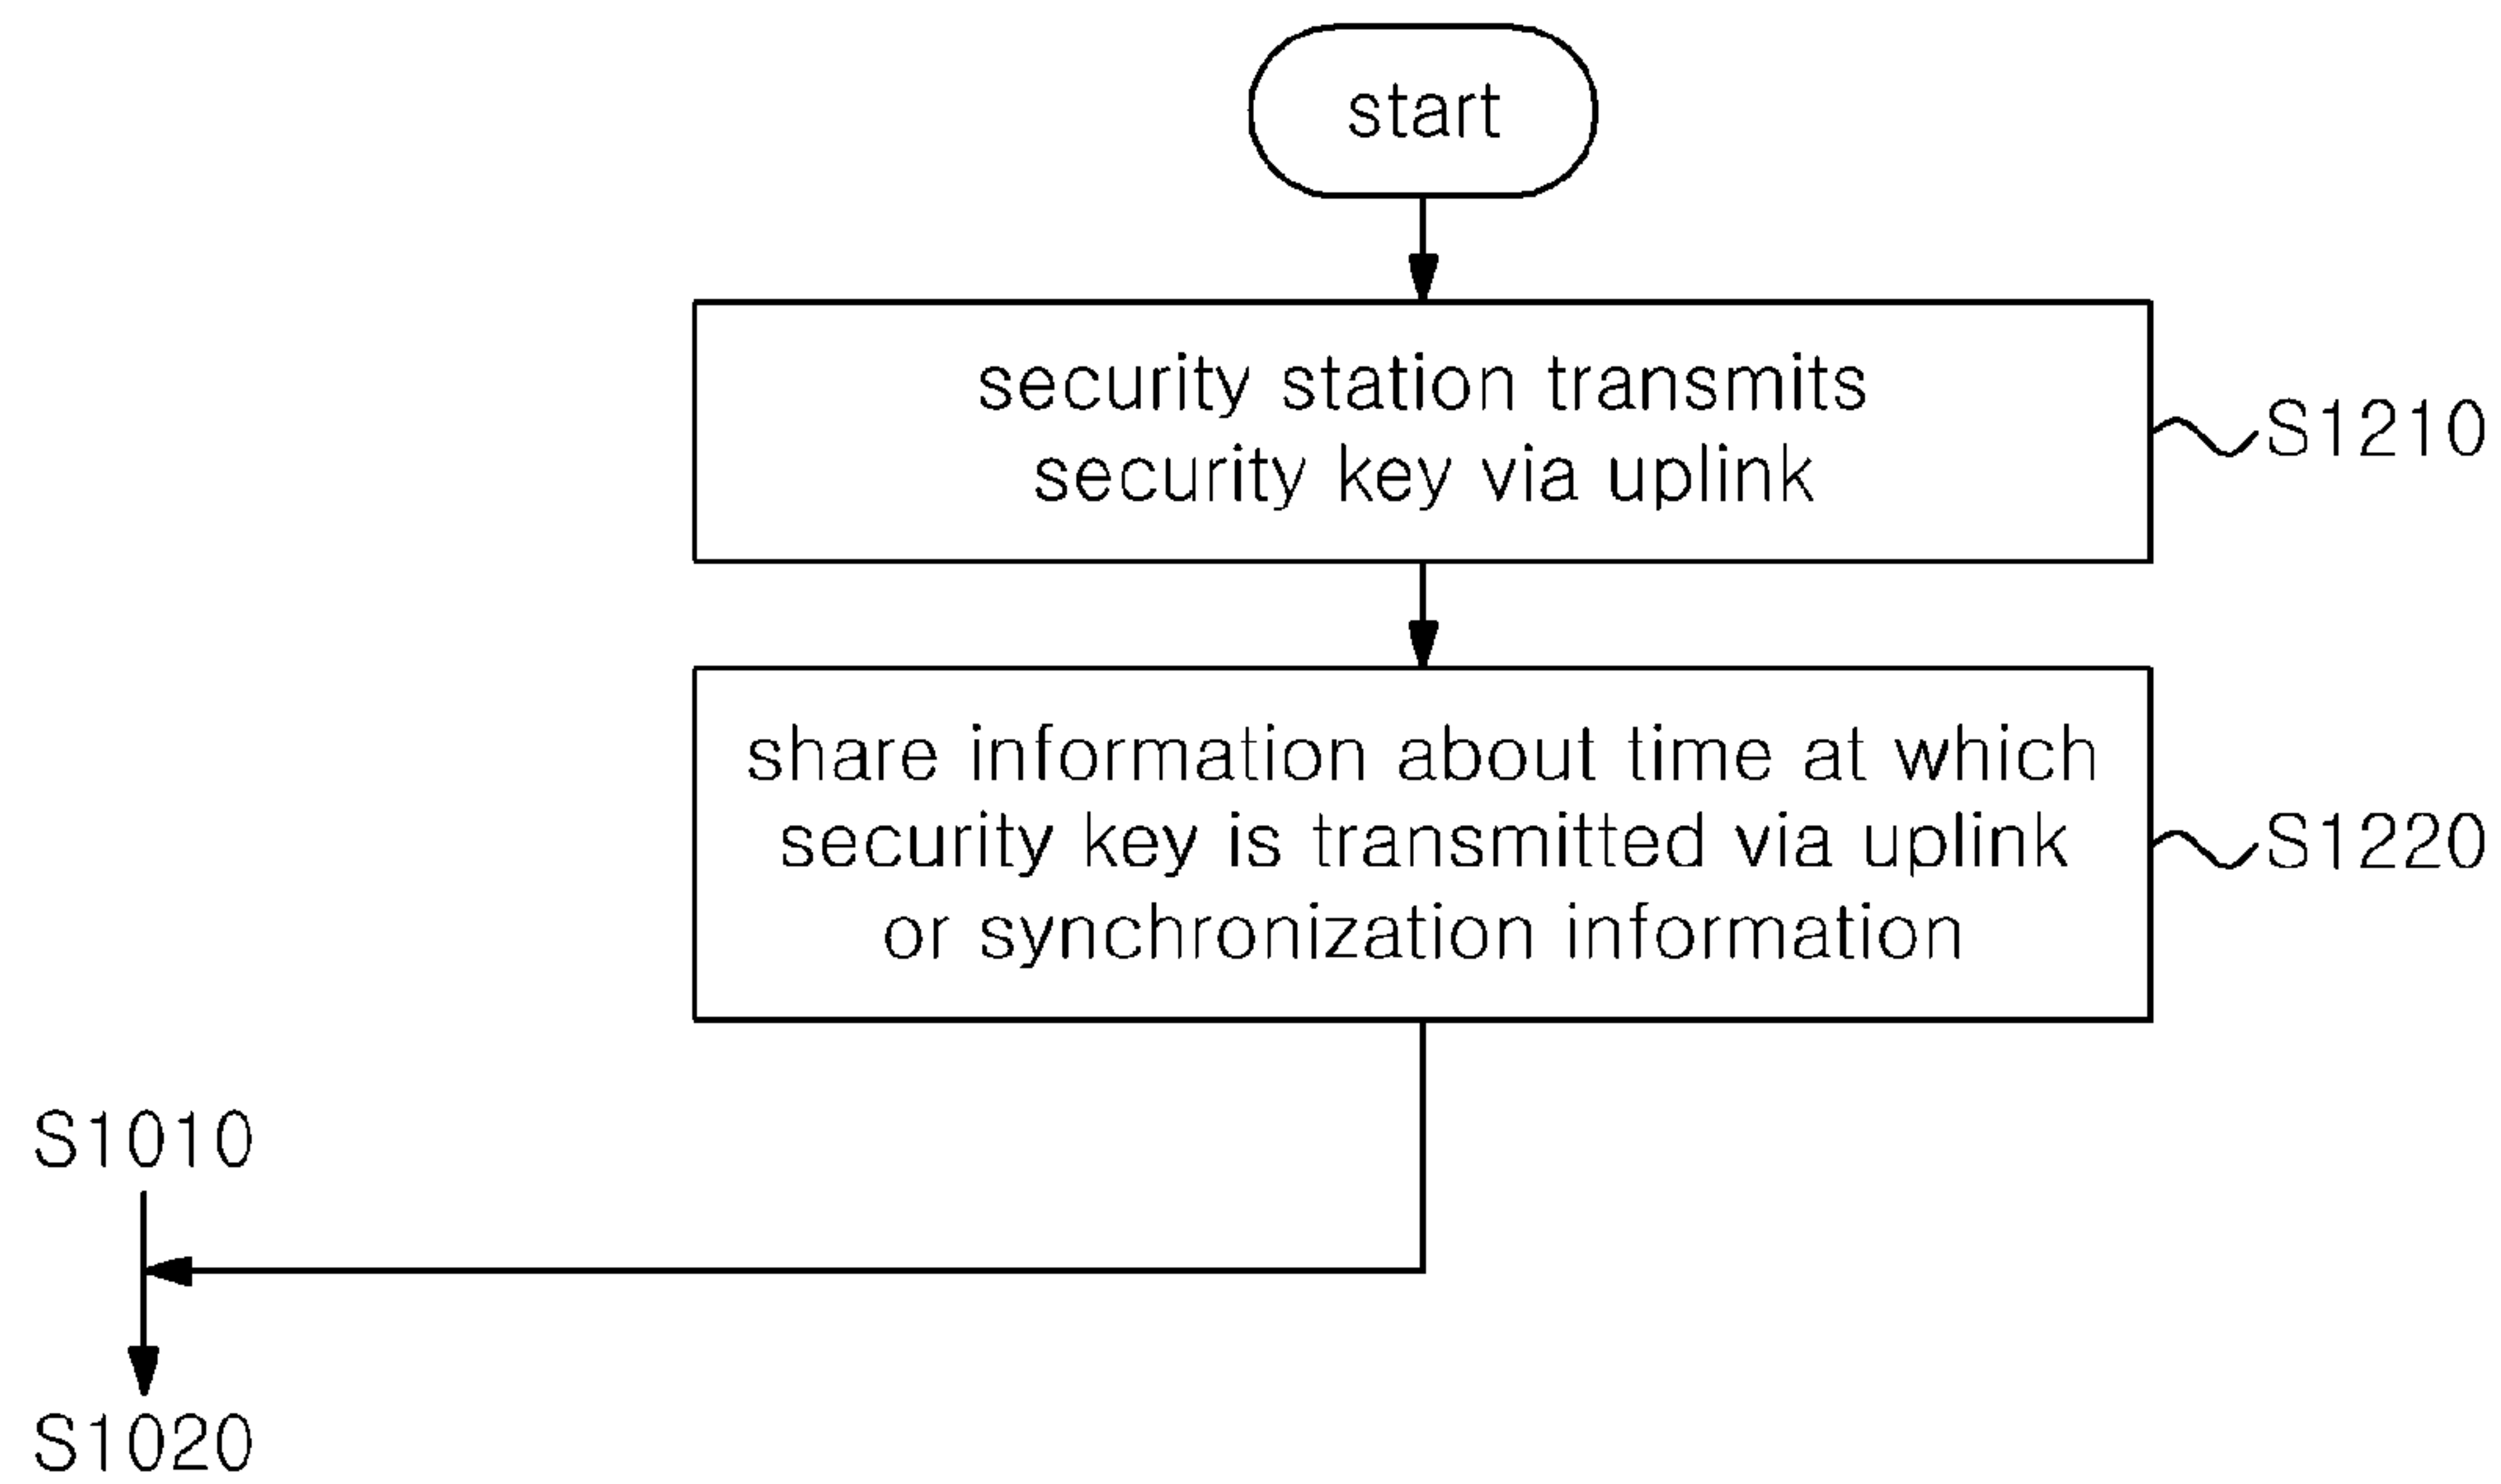 start
security station transmits
security key via uplink
S1210
share information about time at which
security key is transmitted via uplink
or synchronization information
S1220
S1010
S1020